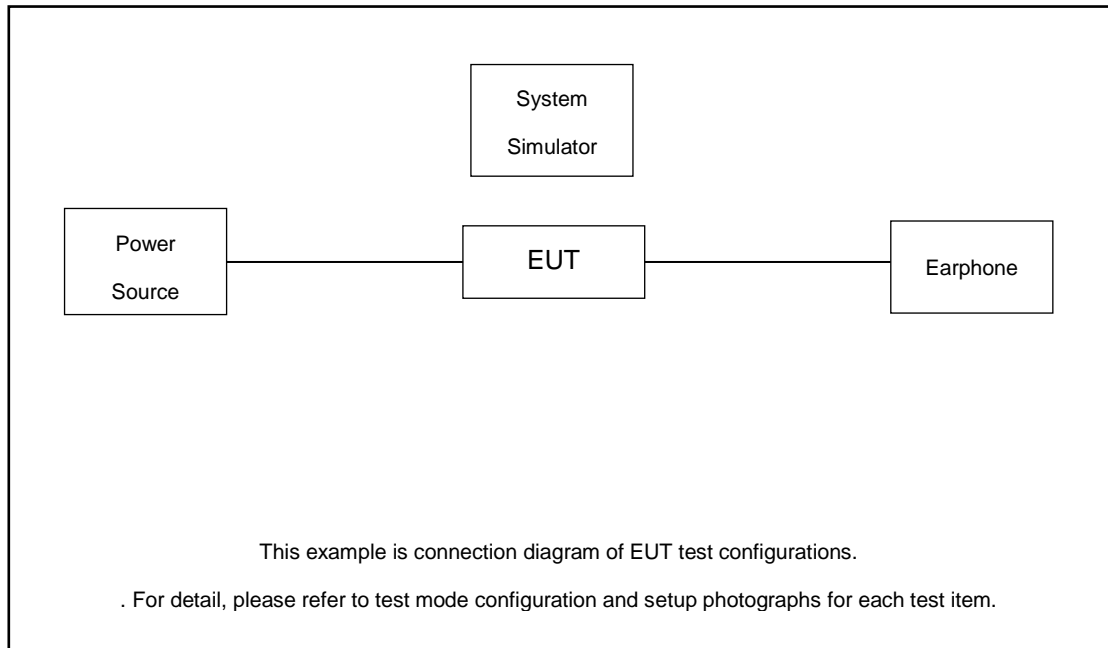 System
Simulator
Power
Source
EUT
Earphone
This example is connection diagram of EUT test configurations.
. For detail, please refer to test mode configuration and setup photographs for each test item.